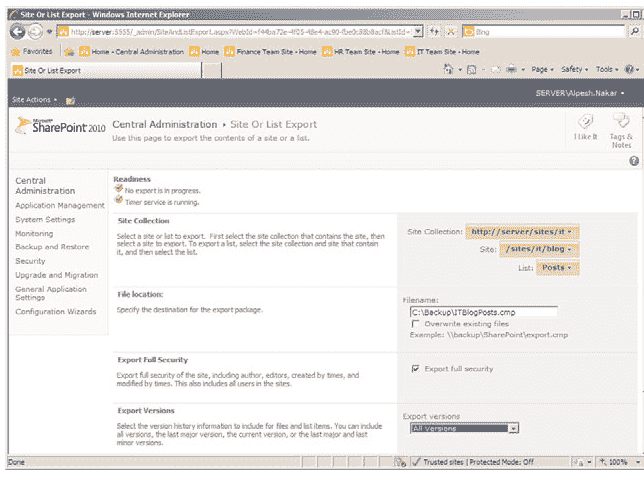 Site Or List Export - Windows Internet Explorer
Bing
Favorites Home - Central Administration Home Finance Team Site - Home HR Team Site - Home IT Team Site - Home
Site Or List Export
Page Safety Tools
Site Actions
SERVER\Alpesh.Nakar
Microsoft SharePoint 2010
Central Administration Site Or List Export
Use this page to export the contents of a site or a list.
I Like It
Tags & Notes
Central Administration
Application Management
System Settings
Monitoring
Backup and Restore
Security
Upgrade and Migration
General Application Settings
Configuration Wizards
Readiness
No export is in progress.
Timer service is running.
Site Collection
Select a site or list to export. First select the site collection that contains the site, then
select a site to export. To export a list, select the site collection and site that contain
it, and then select the list.
Site Collection: http://server/sites/it
Site: /sites/it/blog
List: Posts
File location:
Specify the destination for the export package.
Filename:
C:\Backup\ITBlogPosts.cmp
Overwrite existing files
Example: \\backup\SharePoint\export.cmp
Export Full Security
Export full security of the site, including author, editors, created by times, and
modified by times. This also includes all users in the sites.
Export full security
Export Versions
Select the version history information to include for files and list items. You can include
all versions, the last major version, the current version, or the last major and last
minor versions.
Export versions
All Versions
Done
Trusted sites | Protected Mode: Off
100%